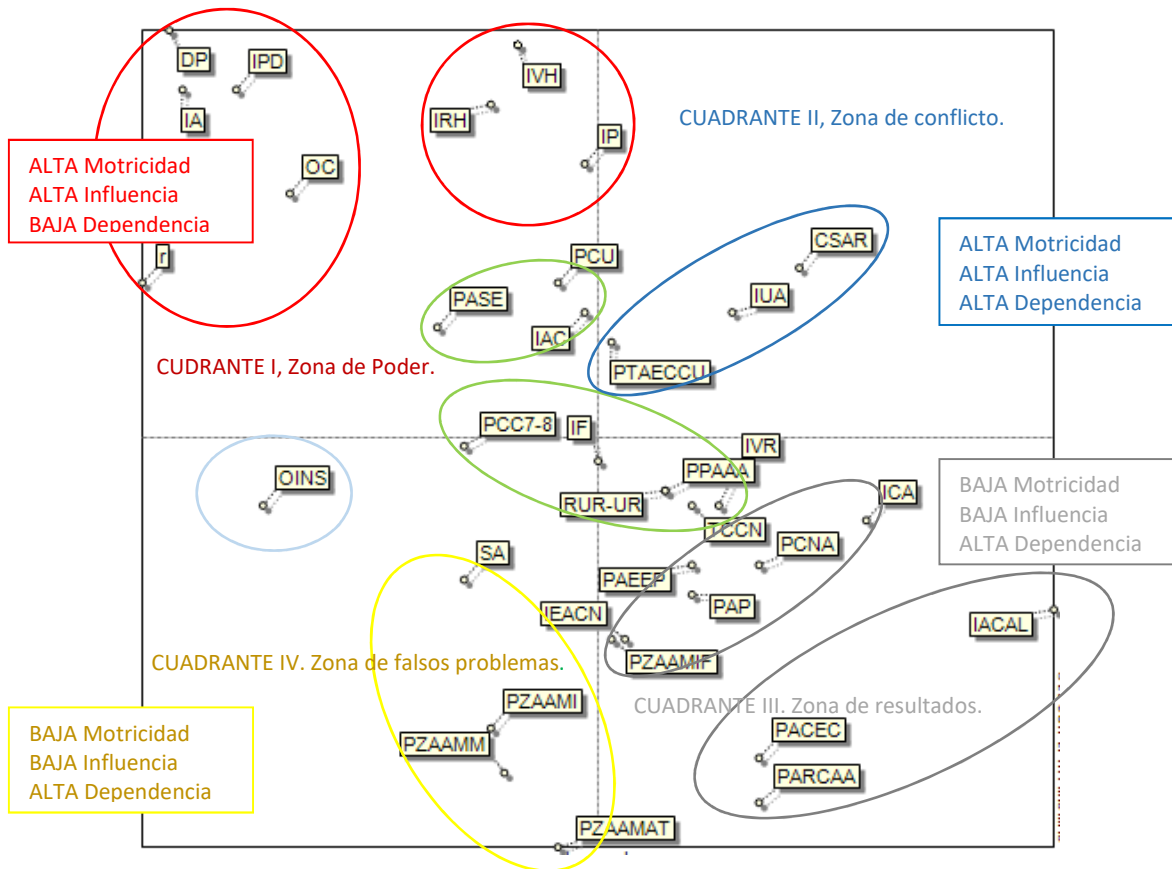 DP
IPD
IVH
IA
IRH
IP
CUADRANTE II, Zona de conflicto.
ALTA Motricidad
ALTA Influencia
BAJA Dependencia
OC
r
PCU
CSAR
ALTA Motricidad
ALTA Influencia
ALTA Dependencia
PASE
IUA
IAC
CUDRANTE I, Zona de Poder.
PTAECCU
PCC7-8
IF
IVR
OINS
PPAAA
RUR-UR
ICA
BAJA Motricidad
BAJA Influencia
ALTA Dependencia
TCCN
PCNA
SA
PAEEP
PAP
IEACN
IACAL
PZAAMIF
CUADRANTE IV. Zona de falsos problemas.
PZAAMI
CUADRANTE III. Zona de resultados.
PZAAMM
PACEC
BAJA Motricidad
BAJA Influencia
ALTA Dependencia
PARCAA
PZAAMAT